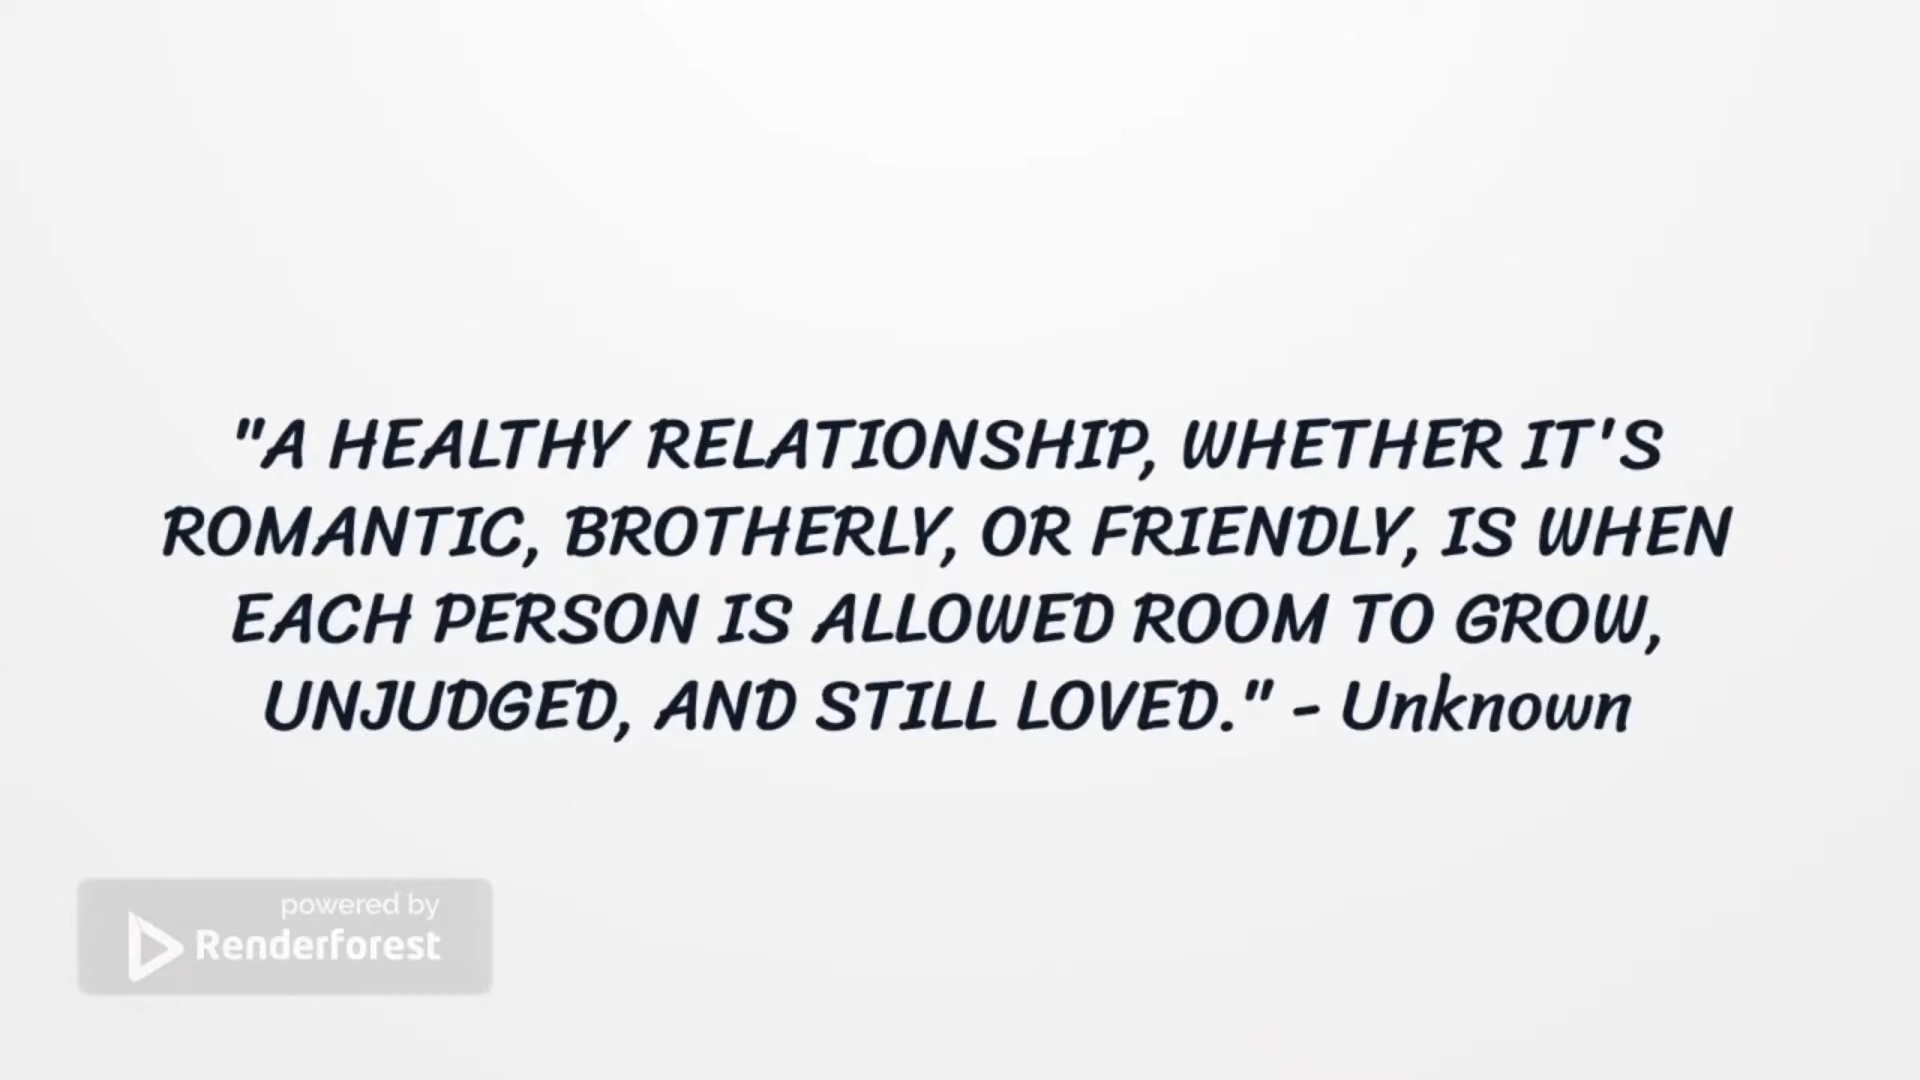 "A HEALTHY RELATIONSHIP, WHETHER IT'S
ROMANTIC, BROTHERLY, OR FRIENDLY, IS WHEN
EACH PERSON IS ALLOWED ROOM TO GROW,
UNJUDGED, AND STILL LOVED." - Unknown
powered by
Renderforest